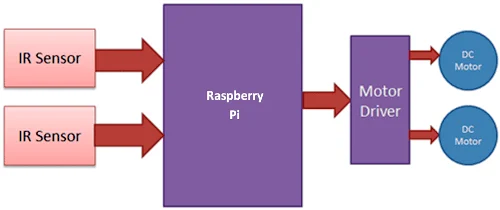 IR Sensor
IR Sensor
Raspberry
Pi
Motor
Driver
DC
Motor
DC
Motor